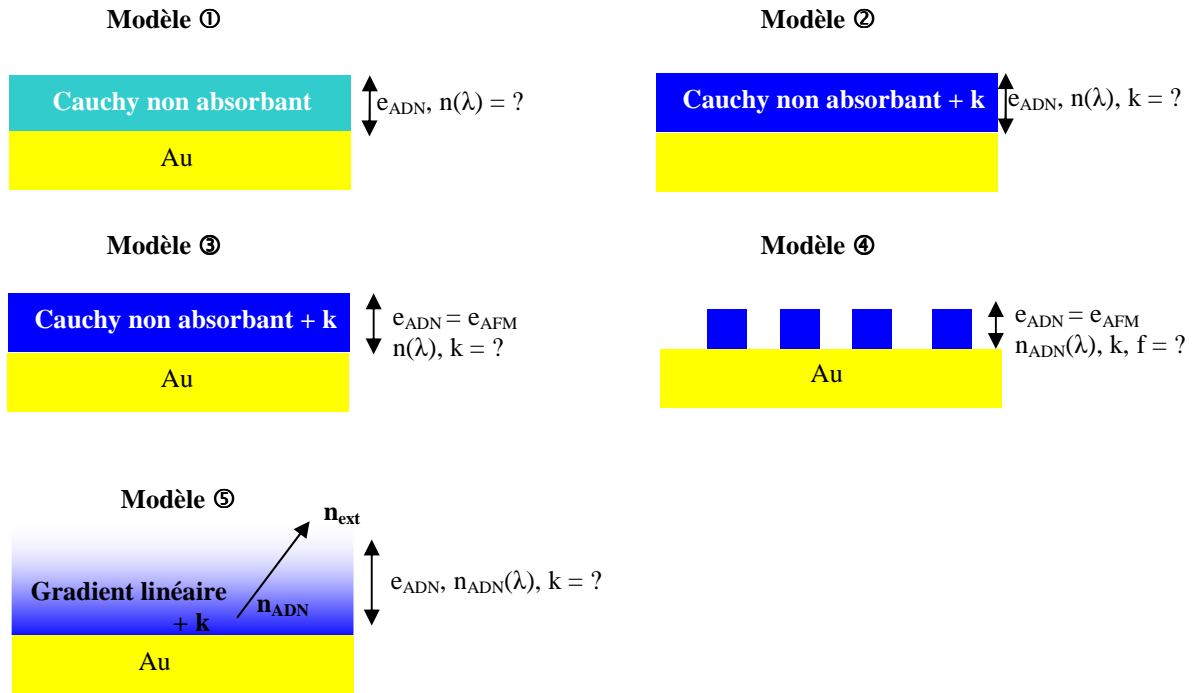 Modèle ①
Cauchy non absorbant
e_ADN, n(λ) = ?
Au
Modèle ②
Cauchy non absorbant + k
e_ADN, n(λ), k = ?
Modèle ③
Cauchy non absorbant + k
e_ADN = e_AFM
n(λ), k = ?
Au
Modèle ④
e_ADN = e_AFM
n_ADN(λ), k, f = ?
Au
Modèle ⑤
n_ext
Gradient linéaire
+ k
n_ADN
e_ADN, n_ADN(λ), k = ?
Au